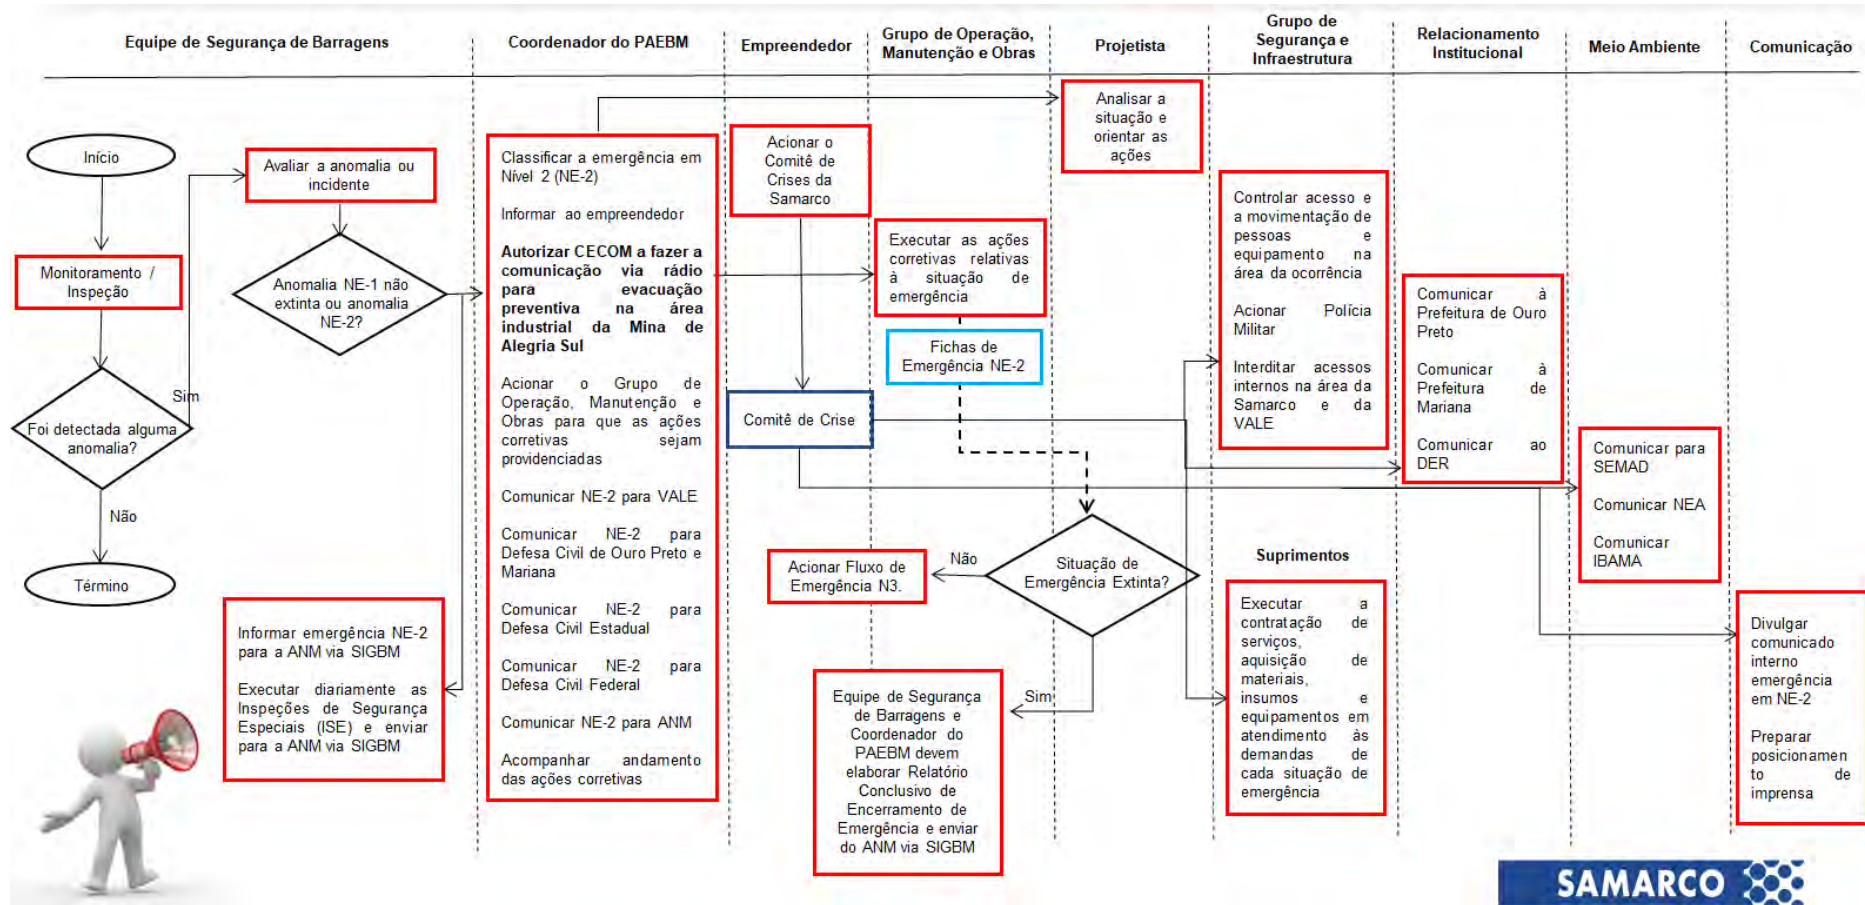 Equipe de Segurança de Barragens
Coordenador do PAEBM
Empreendedor
Grupo de Operação,
Manutenção e Obras
Projetista
Grupo de
Segurança e
Infraestrutura
Relacionamento
Institucional
Meio Ambiente
Comunicação
Início
Monitoramento /
Inspeção
Foi detectada alguma
anomalia?
Sim
Não
Término
Avaliar a anomalia ou
incidente
Anomalia NE-1 não
extinta ou anomalia
NE-2?
Informar emergência NE-2
para a ANM via SIGBM
Executar diariamente as
Inspeções de Segurança
Especiais (ISE) e enviar
para a ANM via SIGBM
Classificar a emergência em
Nível 2 (NE-2)
Informar ao empreendedor
Autorizar CECOM a fazer a
comunicação via rádio
para evacuação
preventiva na área
industrial da Mina de
Alegria Sul
Acionar o Grupo de
Operação, Manutenção e
Obras para que as ações
corretivas sejam
providenciadas
Comunicar NE-2 para VALE
Comunicar NE-2 para
Defesa Civil de Ouro Preto e
Mariana
Comunicar NE-2 para
Defesa Civil Estadual
Comunicar NE-2 para
Defesa Civil Federal
Comunicar NE-2 para ANM
Acompanhar andamento
das ações corretivas
Acionar o
Comitê de
Crises da
Samarco
Comitê de Crise
Executar as ações
corretivas relativas
à situação de
emergência
Fichas de
Emergência NE-2
Analisar a
situação e
orientar as
ações
Situação de
Emergência Extinta?
Não
Acionar Fluxo de
Emergência N3.
Sim
Equipe de Segurança
de Barragens e
Coordenador do
PAEBM devem
elaborar Relatório
Conclusivo de
Encerramento de
Emergência e enviar
do ANM via SIGBM
Controlar acesso e
a movimentação de
pessoas e
equipamento na
área da ocorrência
Acionar Polícia
Militar
Interditar acessos
internos na área da
Samarco e da
VALE
Suprimentos
Executar a
contratação de
serviços,
aquisição de
materiais,
insumos e
equipamentos em
atendimento às
demandas de
cada situação de
emergência
Comunicar à
Prefeitura de Ouro
Preto
Comunicar à
Prefeitura de
Mariana
Comunicar ao
DER
Comunicar para
SEMAD
Comunicar NEA
Comunicar
IBAMA
Divulgar
comunicado
interno
emergência
em NE-2
Preparar
posicionamen
to de
imprensa
SAMARCO